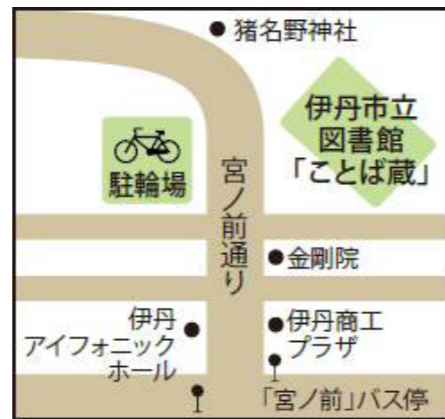 猪名野神社
伊丹市立
図書館
「ことば蔵」
駐輪場
宮ノ前通り
金剛院
伊丹
アイフォニック
ホール
伊丹商工
プラザ
「宮ノ前」バス停